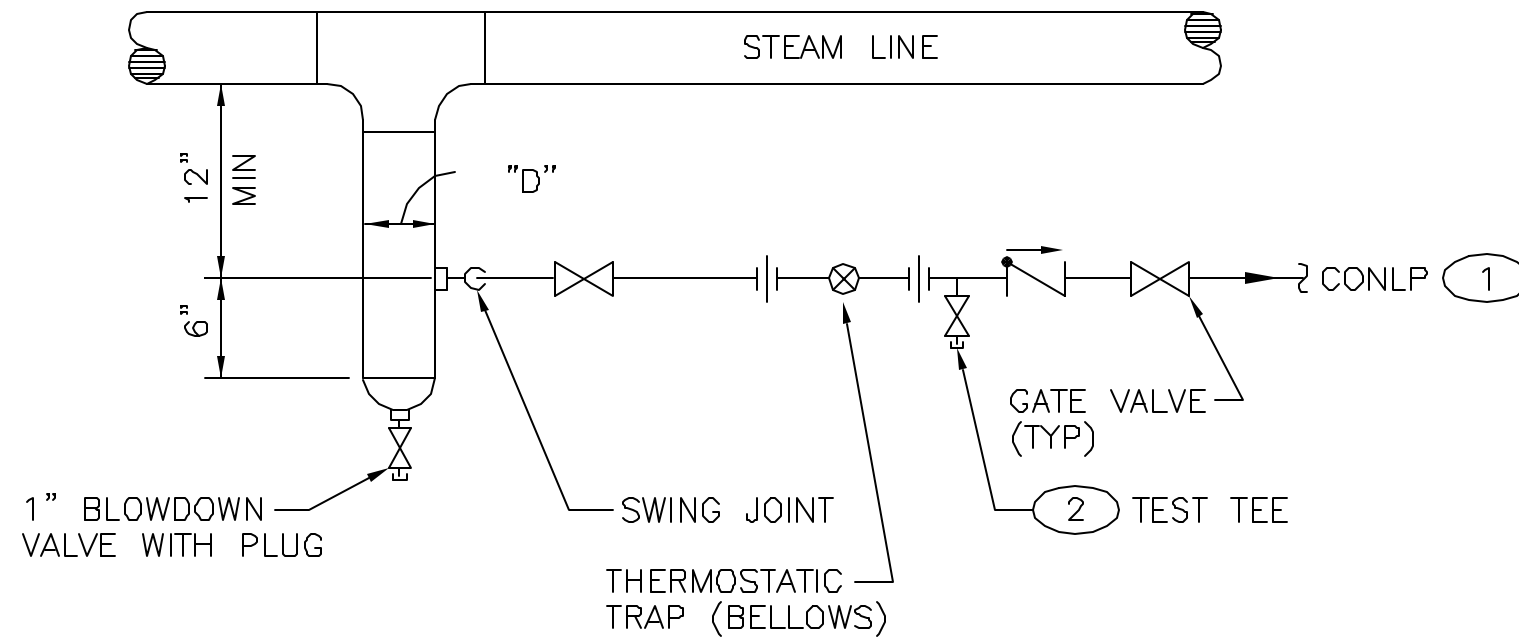 STEAM LINE
12"
MIN
"D"
6"
CONLP 1
GATE VALVE
(TYP)
1" BLOWDOWN
VALVE WITH PLUG
SWING JOINT
2 TEST TEE
THERMOSTATIC
TRAP (BELLOWS)